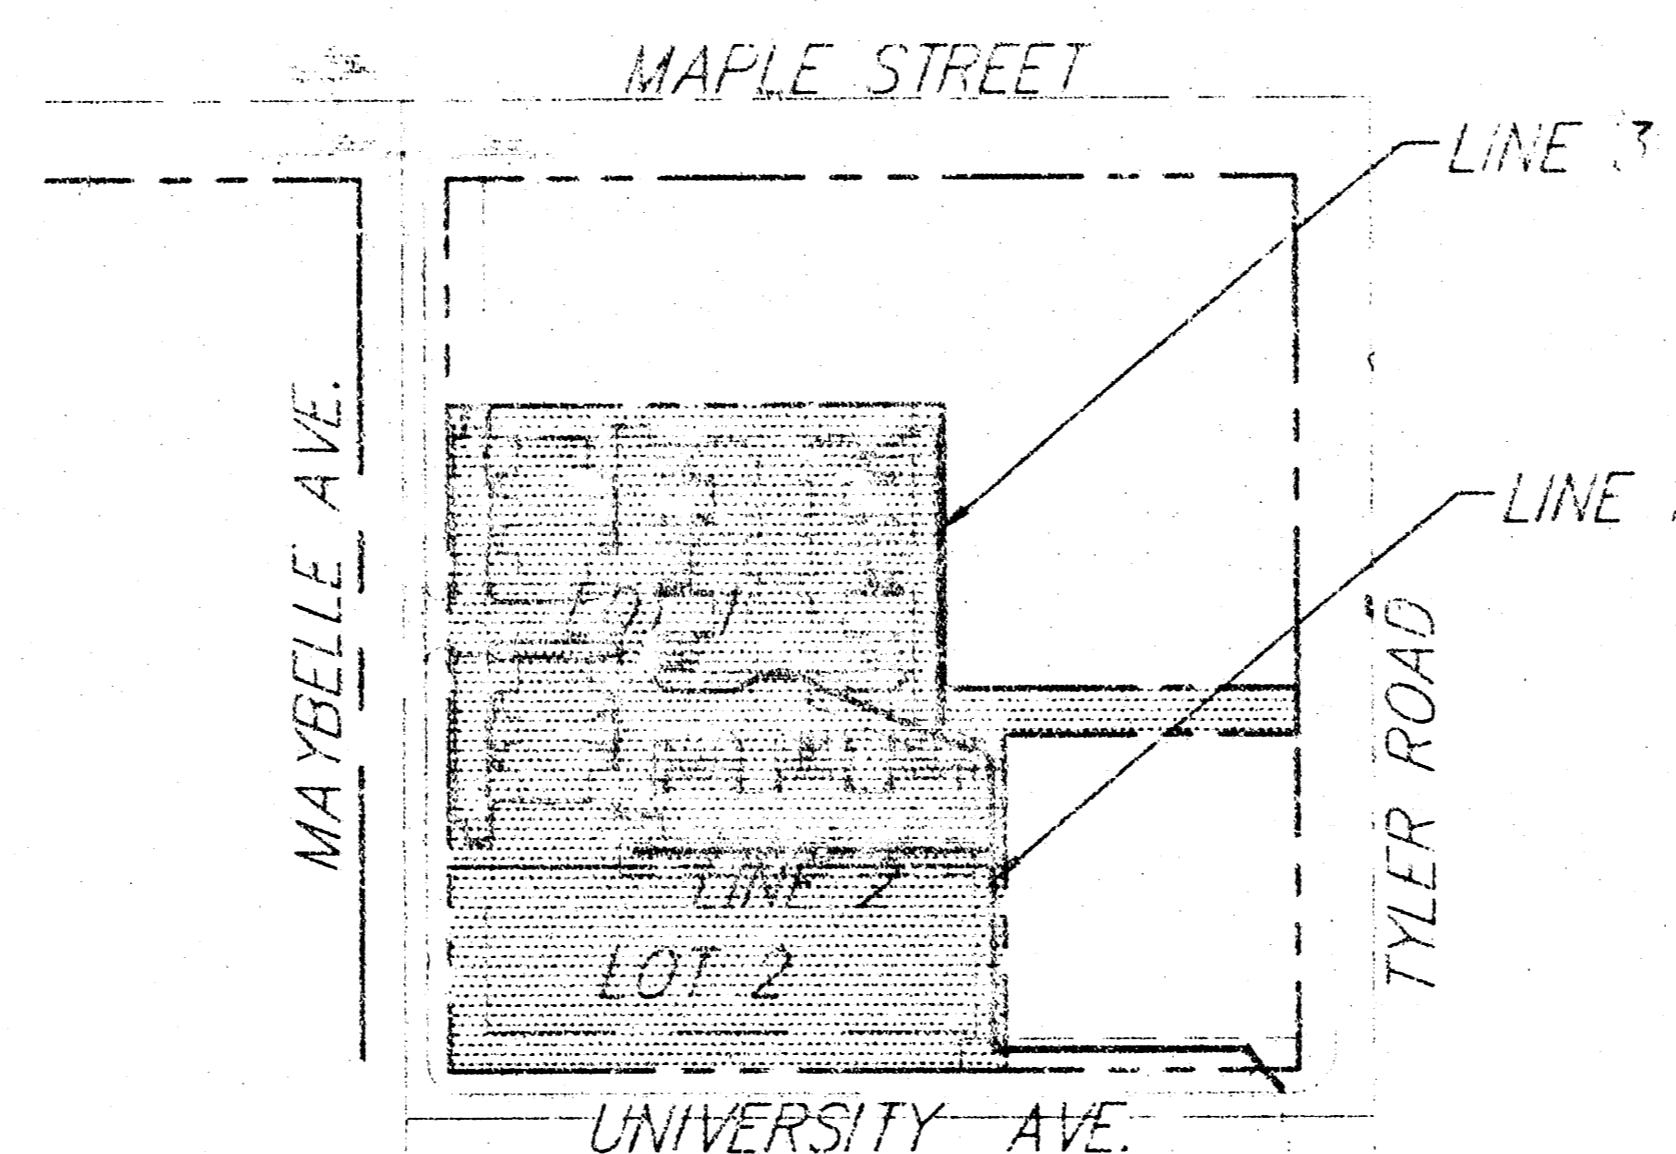 MAPLE STREET
LINE 3
MAYBELLE AVE.
LINE
TYLER ROAD
LINE 2
LOT 2
UNIVERSITY AVE.